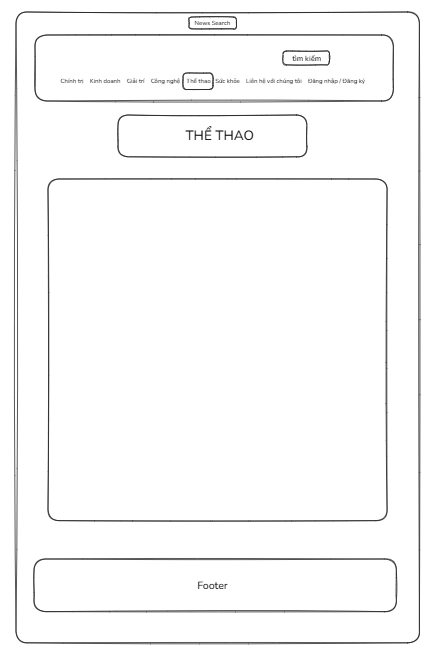 News Search
tìm kiếm
Chính trị Kinh doanh Giải trí Công nghệ Thể thao Sức khỏe Liên hệ với chúng tôi Đăng nhập / Đăng ký
THỂ THAO
Footer